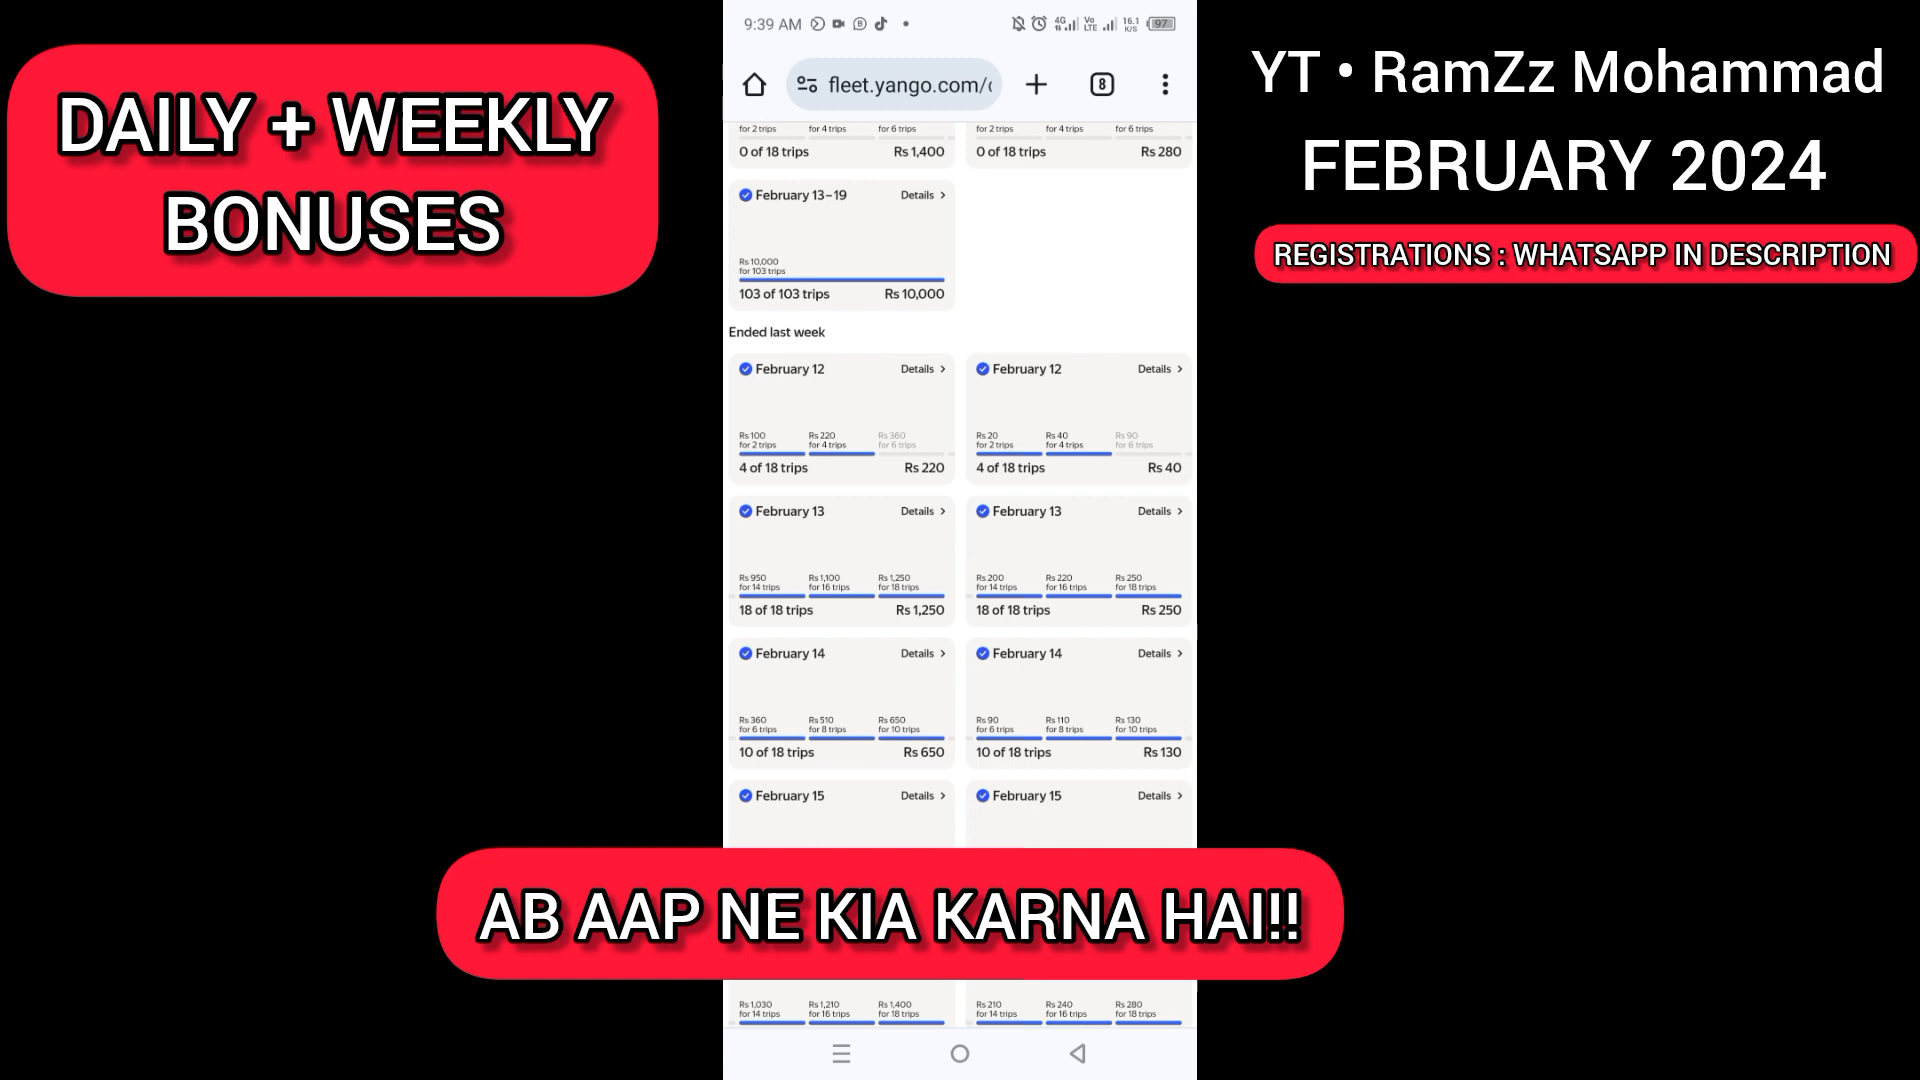 DAILY + WEEKLY
BONUSES
YT • RamZz Mohammad
FEBRUARY 2024
REGISTRATIONS : WHATSAPP IN DESCRIPTION
9:39 AM
4G
Vo
LTE
16.1
K/S
97
fleet.yango.com/
8
for 2 trips for 4 trips for 6 trips
0 of 18 trips Rs 1,400
for 2 trips for 4 trips for 6 trips
0 of 18 trips Rs 280
February 13–19 Details
Rs 10,000
for 103 trips
103 of 103 trips Rs 10,000
Ended last week
February 12 Details
Rs 100 Rs 220 Rs 360
for 2 trips for 4 trips for 6 trips
4 of 18 trips Rs 220
February 12 Details
Rs 20 Rs 40 Rs 90
for 2 trips for 4 trips for 6 trips
4 of 18 trips Rs 40
February 13 Details
Rs 950 Rs 1,100 Rs 1,250
for 14 trips for 16 trips for 18 trips
18 of 18 trips Rs 1,250
February 13 Details
Rs 200 Rs 220 Rs 250
for 14 trips for 16 trips for 18 trips
18 of 18 trips Rs 250
February 14 Details
Rs 360 Rs 510 Rs 650
for 6 trips for 8 trips for 10 trips
10 of 18 trips Rs 650
February 14 Details
Rs 90 Rs 110 Rs 130
for 6 trips for 8 trips for 10 trips
10 of 18 trips Rs 130
February 15 Details
February 15 Details
AB AAP NE KIA KARNA HAI!!
Rs 1,030 Rs 1,210 Rs 1,400
for 14 trips for 16 trips for 18 trips
Rs 210 Rs 240 Rs 280
for 14 trips for 16 trips for 18 trips